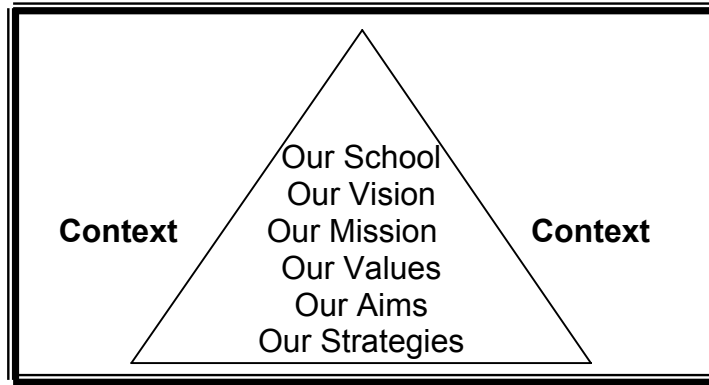 Our School
Our Vision
Context Our Mission Context
Our Values
Our Aims
Our Strategies